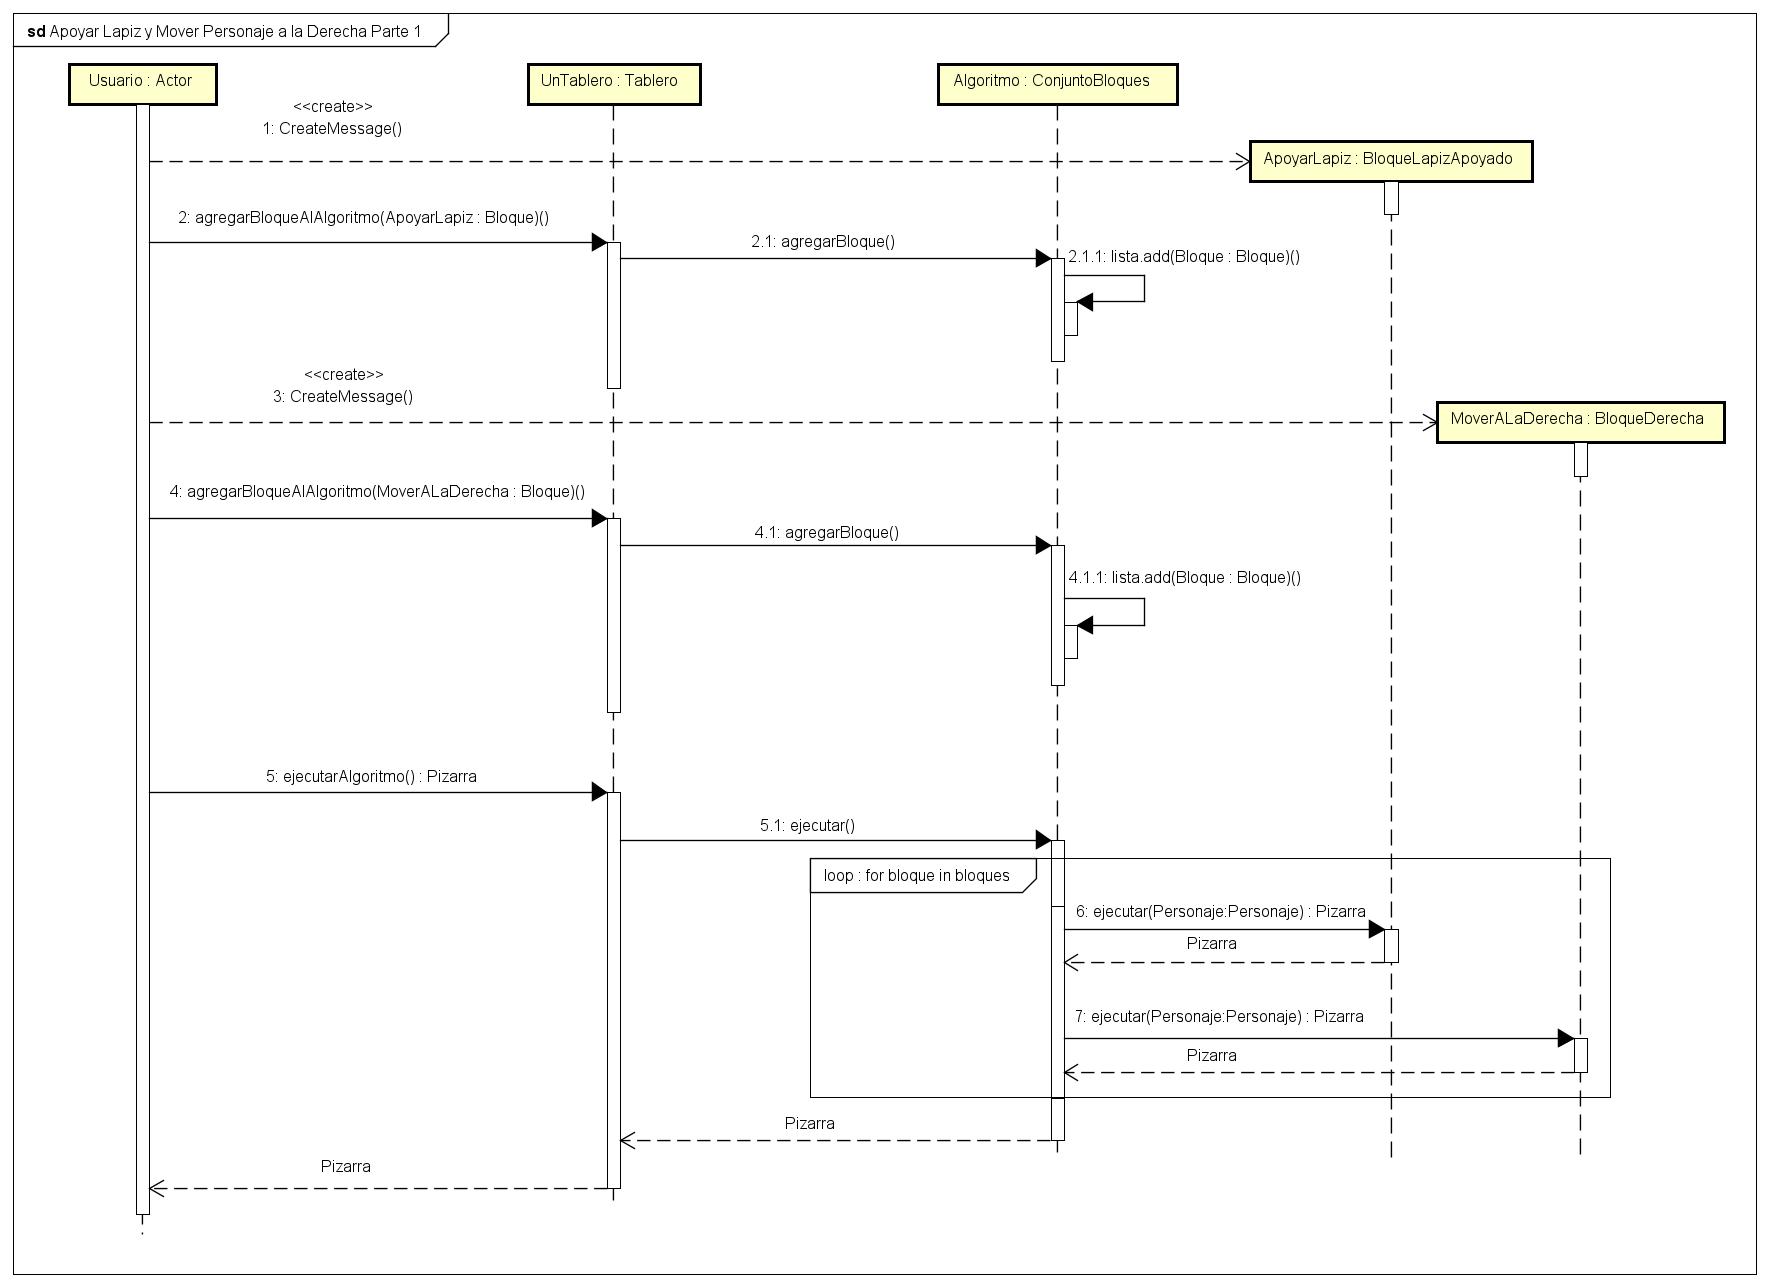 sd Apoyar Lapiz y Mover Personaje a la Derecha Parte 1
Usuario : Actor
UnTablero : Tablero
Algoritmo : ConjuntoBloques
<<create>>
1: CreateMessage()
ApoyarLapiz : BloqueLapizApoyado
2: agregarBloqueAlAlgoritmo(ApoyarLapiz : Bloque)()
2.1: agregarBloque()
2.1.1: lista.add(Bloque : Bloque)()
<<create>>
3: CreateMessage()
MoverALaDerecha : BloqueDerecha
4: agregarBloqueAlAlgoritmo(MoverALaDerecha : Bloque)()
4.1: agregarBloque()
4.1.1: lista.add(Bloque : Bloque)()
5: ejecutarAlgoritmo() : Pizarra
5.1: ejecutar()
loop : for bloque in bloques
6: ejecutar(Personaje:Personaje) : Pizarra
Pizarra
7: ejecutar(Personaje:Personaje) : Pizarra
Pizarra
Pizarra
Pizarra